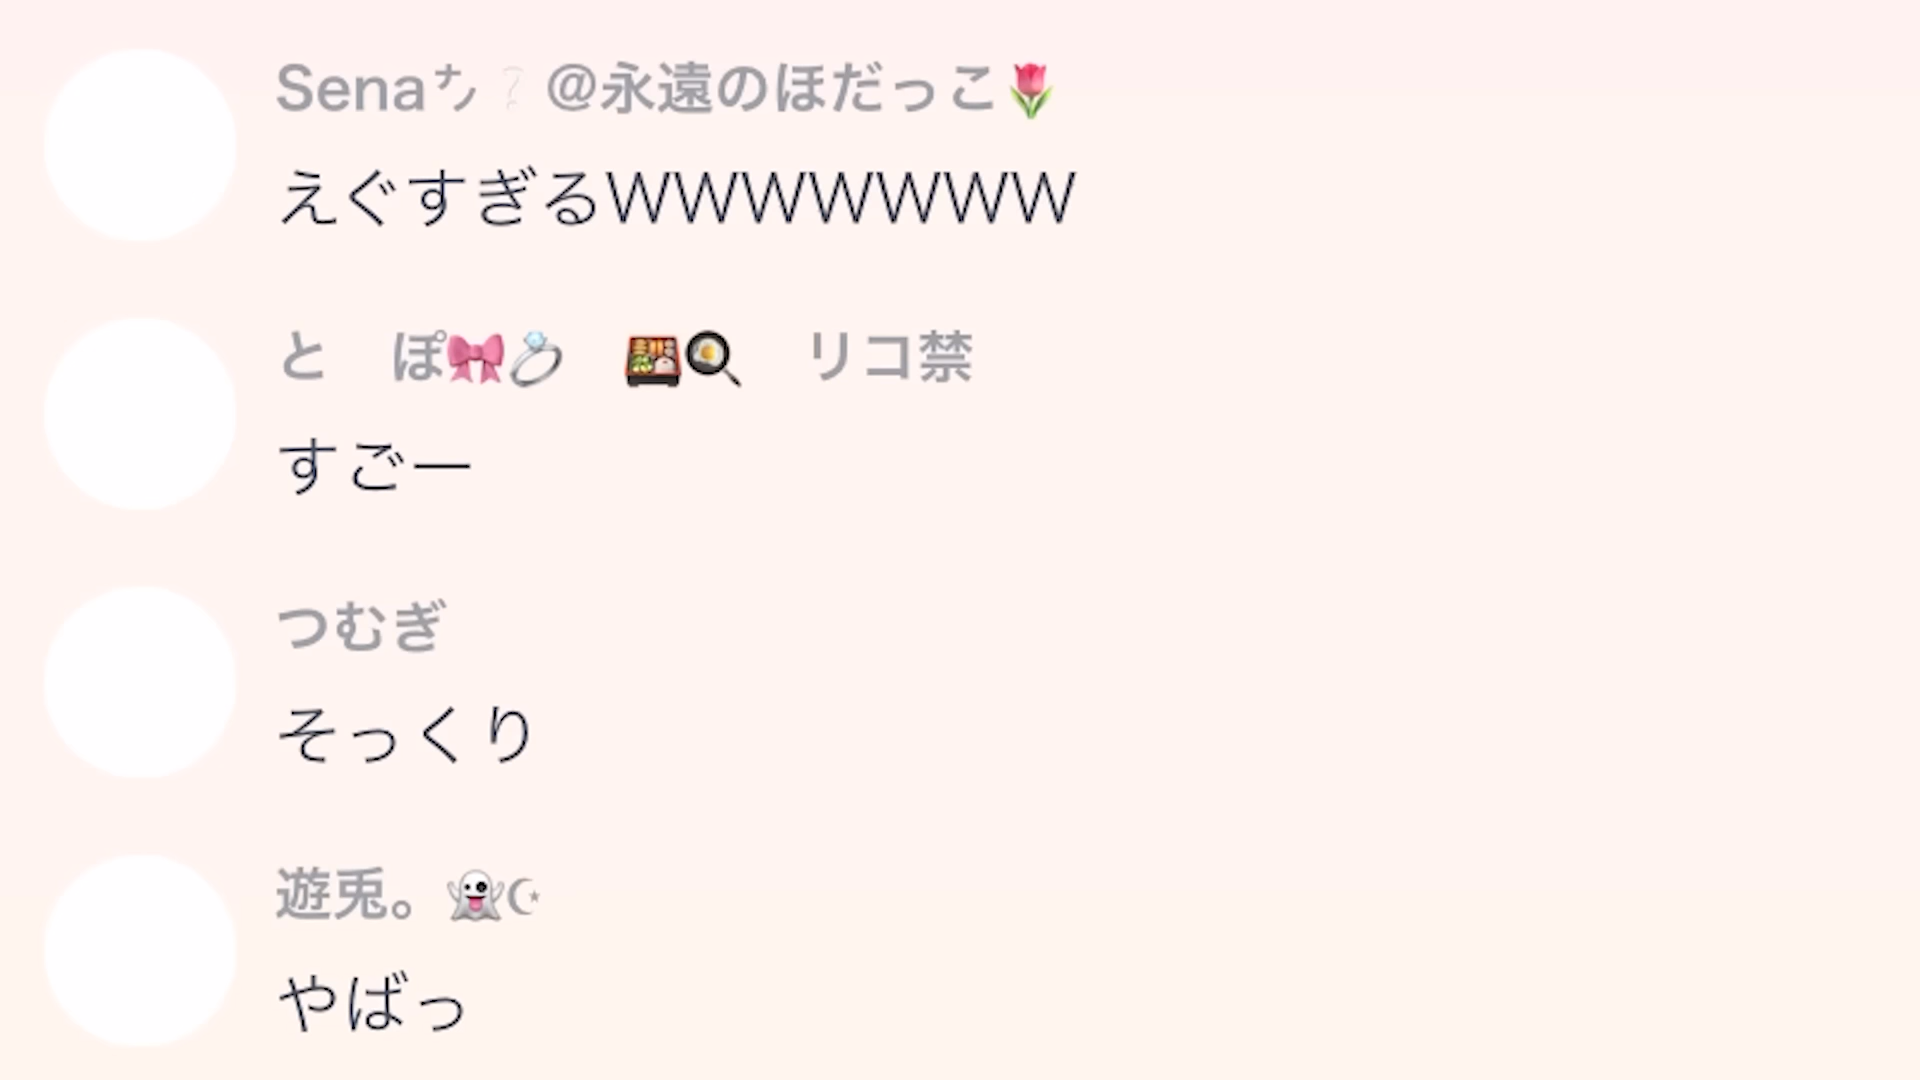 Senaナノ❔@永遠のほだっこ🌷
えぐすぎるWWWWWWW
と　ぽ🎀💍　🍱🍳　リコ禁
すごー
つむぎ
そっくり
遊兎。👻☪
やばっ